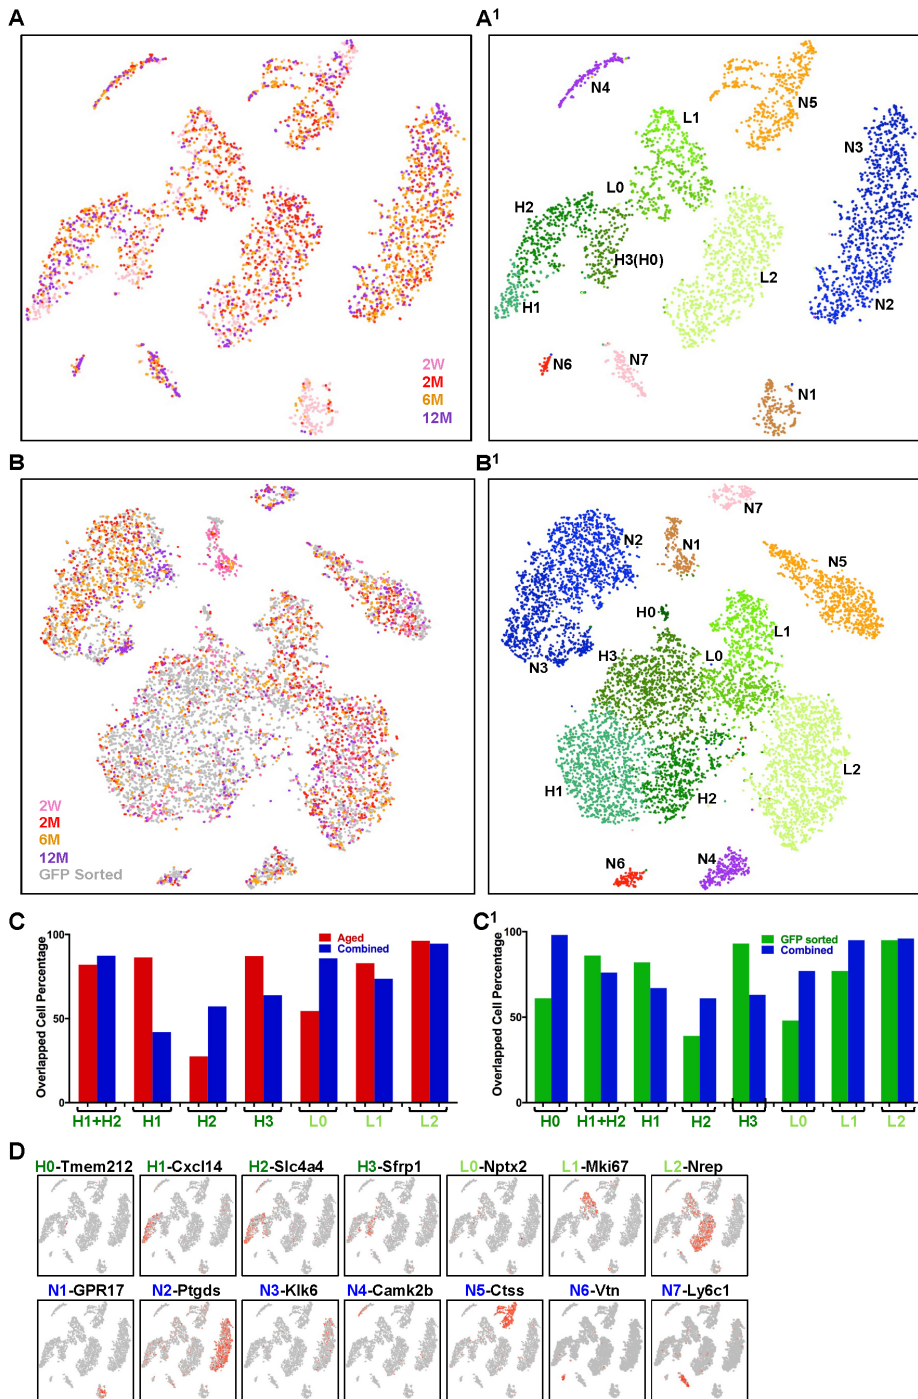 A
2W
2M
6M
12M
A1
N4
N5
L1
N3
L0
H2
H3(H0)
L2
H1
N2
N6
N7
N1
B
2W
2M
6M
12M
GFP Sorted
B1
N7
N2
N1
N5
H0
L1
L0
H3
N3
L2
H1
H2
N6
N4
C
Aged
Combined
Overlapped Cell Percentage
100
50
0
H1+H2 H1 H2 H3 L0 L1 L2
C1
GFP sorted
Combined
Overlapped Cell Percentage
100
50
0
H0 H1+H2 H1 H2 H3 L0 L1 L2
D
H0-Tmem212 H1-Cxcl14 H2-Slc4a4 H3-Sfrp1 L0-Nptx2 L1-Mki67 L2-Nrep
N1-GPR17 N2-Ptgds N3-Klk6 N4-Camk2b N5-Ctss N6-Vtn N7-Ly6c1